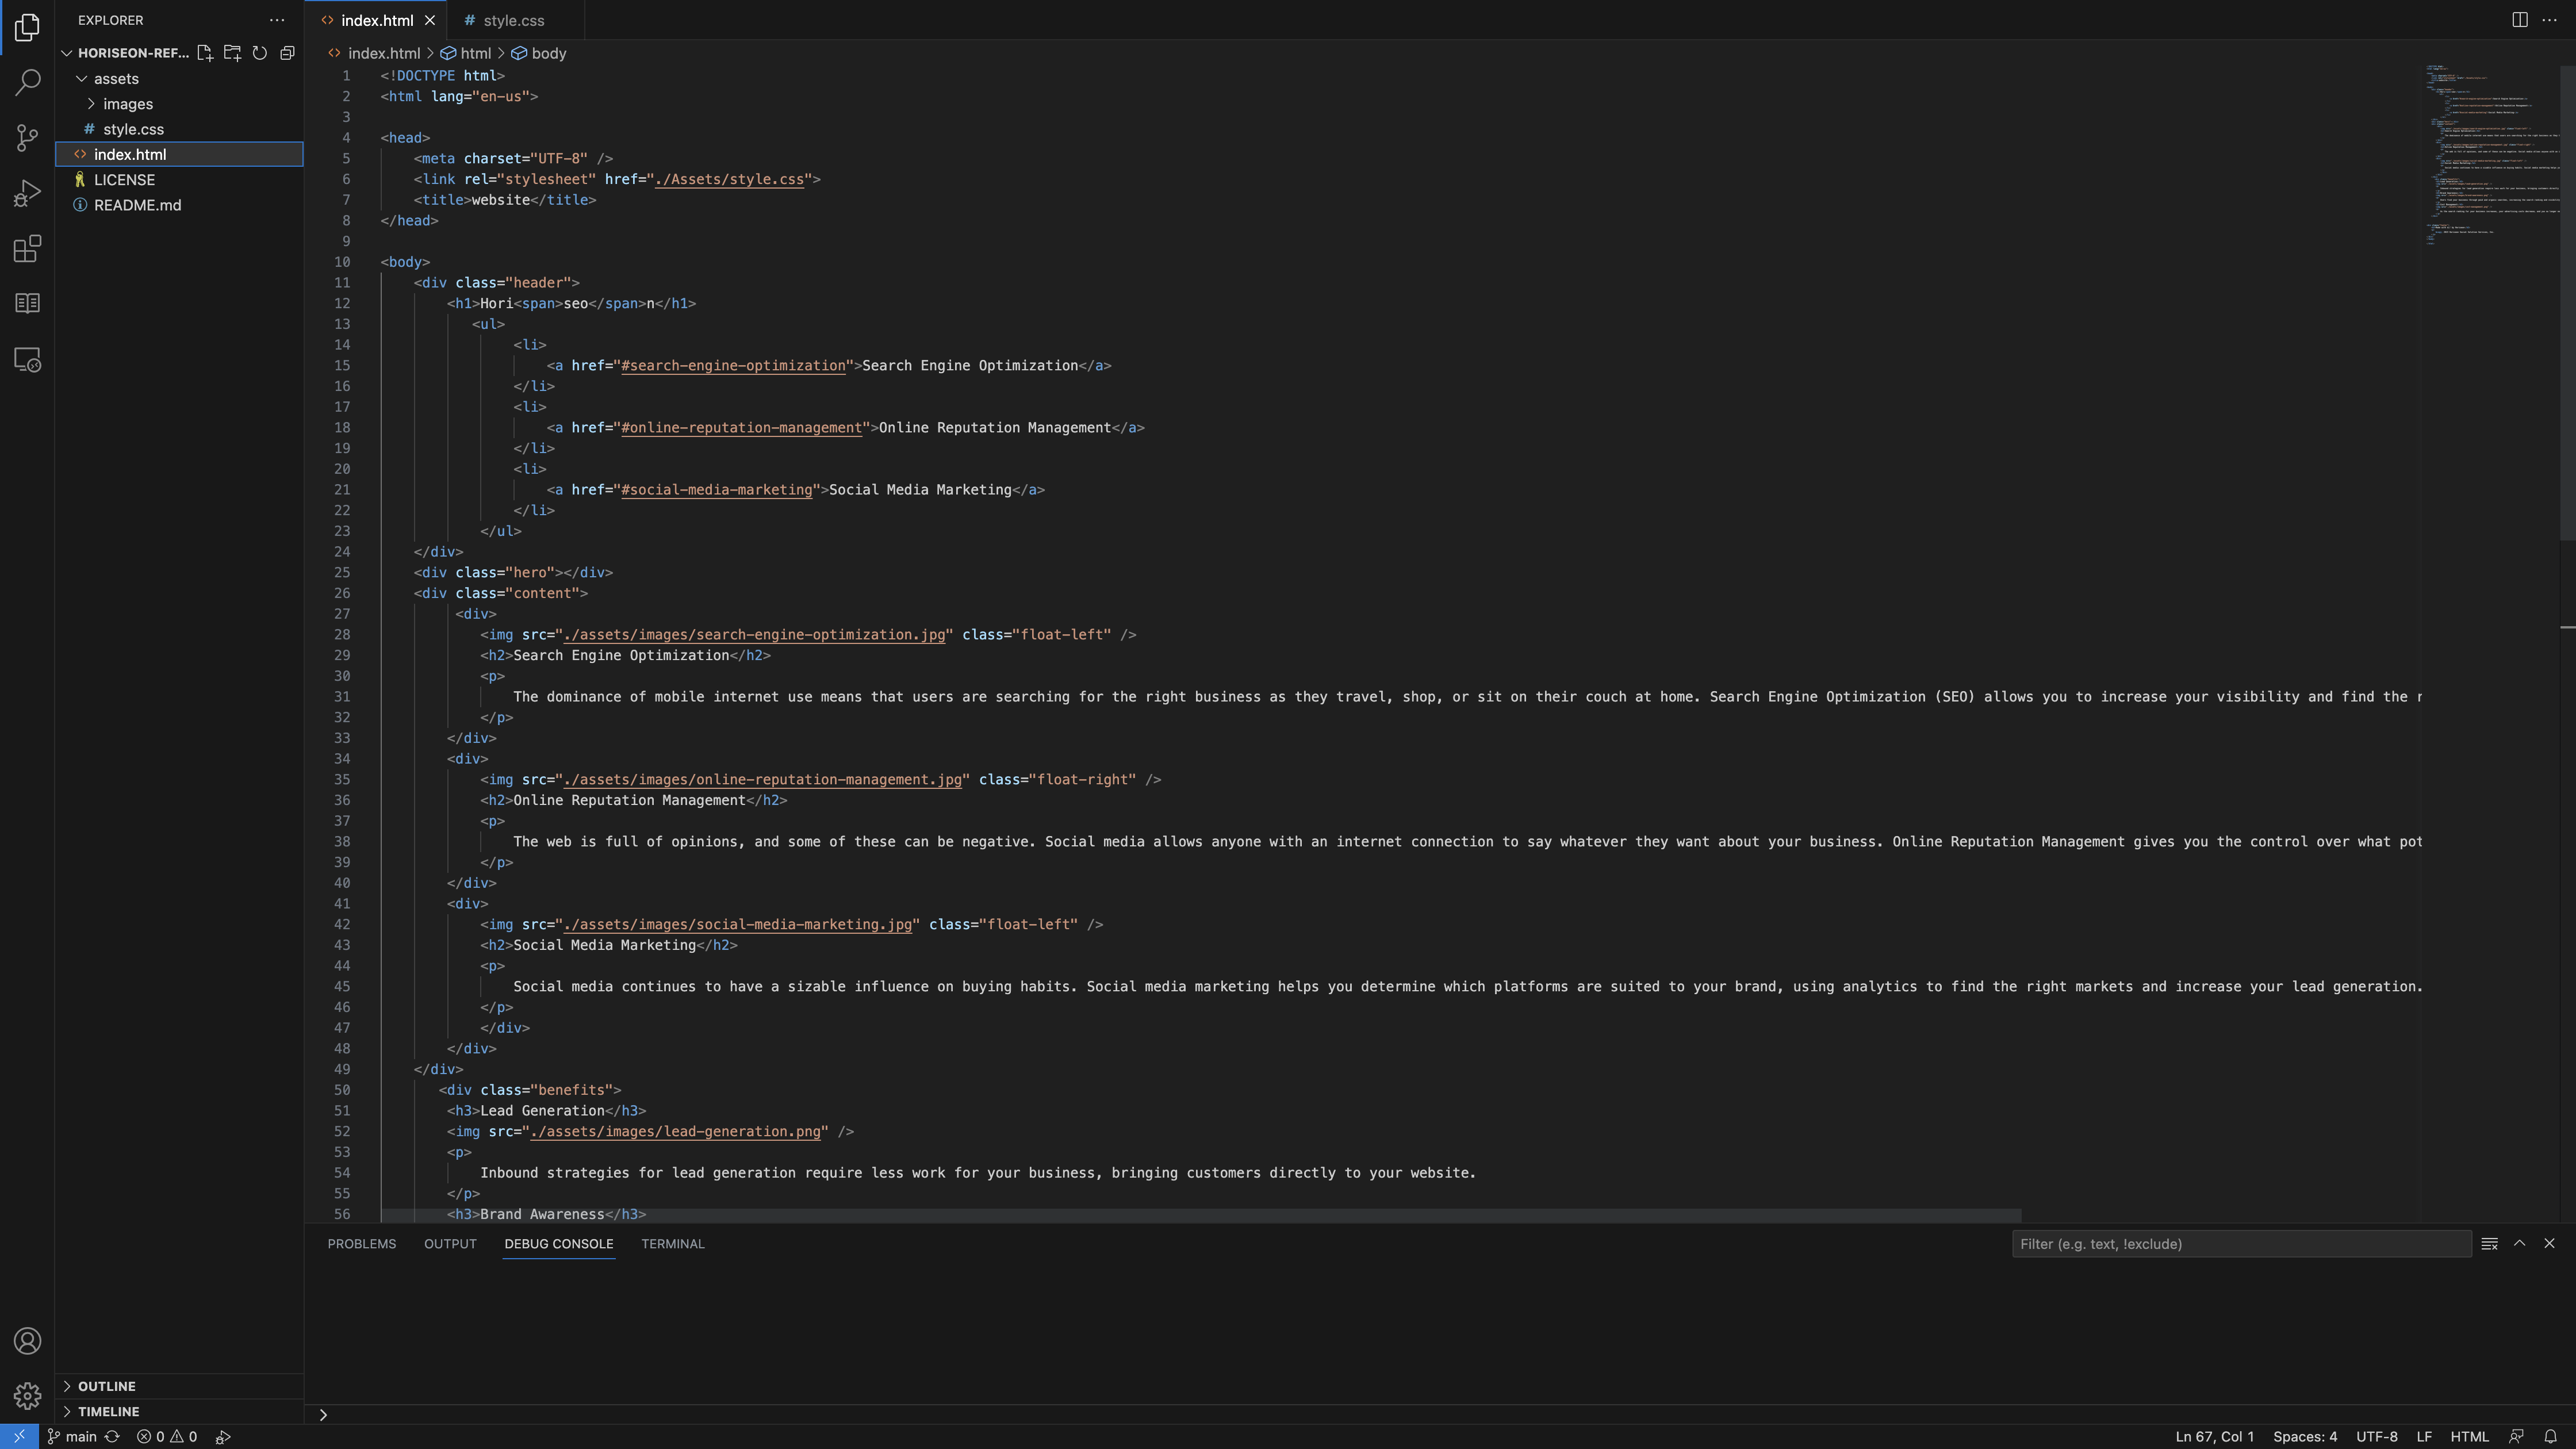 EXPLORER
HORISEON-REF...
assets
images
# style.css
<> index.html
LICENSE
README.md
OUTLINE
TIMELINE
<> index.html
# style.css
<> index.html > html > body
1 <!DOCTYPE html>
2 <html lang="en-us">
3
4 <head>
5 <meta charset="UTF-8" />
6 <link rel="stylesheet" href="./Assets/style.css">
7 <title>website</title>
8 </head>
9
10 <body>
11 <div class="header">
12 <h1>Hori<span>seo</span>n</h1>
13 <ul>
14 <li>
15 <a href="#search-engine-optimization">Search Engine Optimization</a>
16 </li>
17 <li>
18 <a href="#online-reputation-management">Online Reputation Management</a>
19 </li>
20 <li>
21 <a href="#social-media-marketing">Social Media Marketing</a>
22 </li>
23 </ul>
24 </div>
25 <div class="hero"></div>
26 <div class="content">
27 <div>
28 <img src="./assets/images/search-engine-optimization.jpg" class="float-left" />
29 <h2>Search Engine Optimization</h2>
30 <p>
31 The dominance of mobile internet use means that users are searching for the right business as they travel, shop, or sit on their couch at home. Search Engine Optimization (SEO) allows you to increase your visibility and find the r
32 </p>
33 </div>
34 <div>
35 <img src="./assets/images/online-reputation-management.jpg" class="float-right" />
36 <h2>Online Reputation Management</h2>
37 <p>
38 The web is full of opinions, and some of these can be negative. Social media allows anyone with an internet connection to say whatever they want about your business. Online Reputation Management gives you the control over what pot
39 </p>
40 </div>
41 <div>
42 <img src="./assets/images/social-media-marketing.jpg" class="float-left" />
43 <h2>Social Media Marketing</h2>
44 <p>
45 Social media continues to have a sizable influence on buying habits. Social media marketing helps you determine which platforms are suited to your brand, using analytics to find the right markets and increase your lead generation.
46 </p>
47 </div>
48 </div>
49 </div>
50 <div class="benefits">
51 <h3>Lead Generation</h3>
52 <img src="./assets/images/lead-generation.png" />
53 <p>
54 Inbound strategies for lead generation require less work for your business, bringing customers directly to your website.
55 </p>
56 <h3>Brand Awareness</h3>
PROBLEMS OUTPUT DEBUG CONSOLE TERMINAL
Filter (e.g. text, !exclude)
main 0 0
Ln 67, Col 1 Spaces: 4 UTF-8 LF HTML